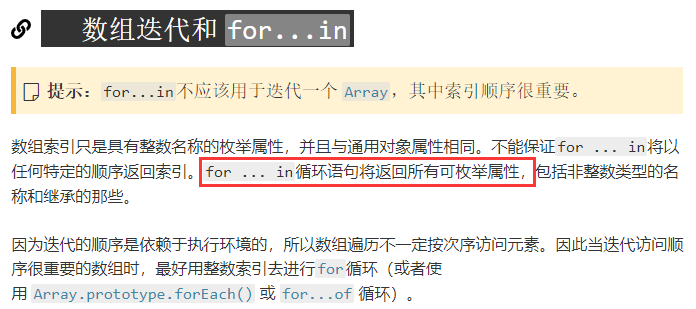 数组迭代和 for...in
提示：for...in不应该用于迭代一个 Array，其中索引顺序很重要。
数组索引只是具有整数名称的枚举属性，并且与通用对象属性相同。不能保证for ... in将以
任何特定的顺序返回索引。for ... in循环语句将返回所有可枚举属性，包括非整数类型的名
称和继承的那些。
因为迭代的顺序是依赖于执行环境的，所以数组遍历不一定按次序访问元素。因此当迭代访问顺
序很重要的数组时，最好用整数索引去进行for循环（或者使
用 Array.prototype.forEach() 或 for...of 循环）。